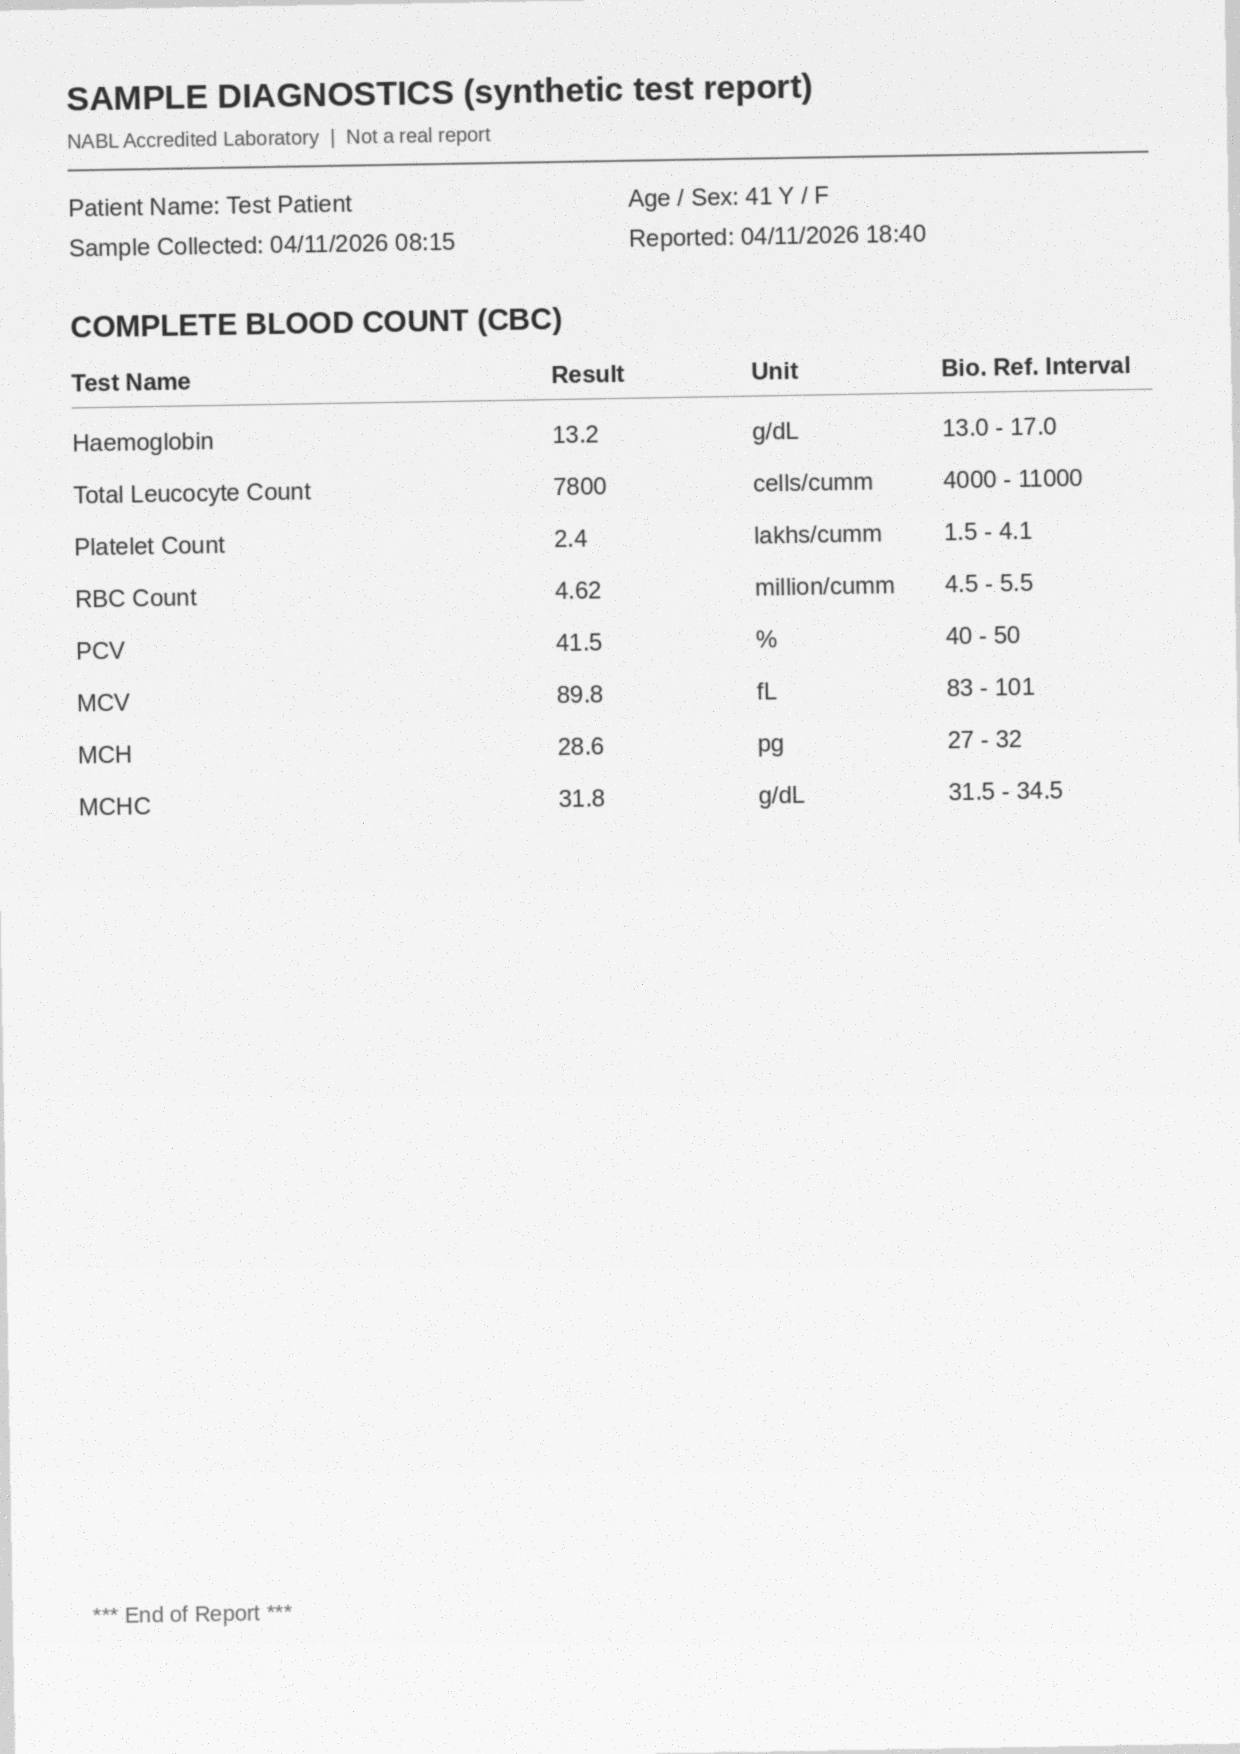 SAMPLE DIAGNOSTICS (synthetic test report)
NABL Accredited Laboratory | Not a real report
Patient Name: Test Patient Age / Sex: 41 Y / F
Sample Collected: 04/11/2026 08:15 Reported: 04/11/2026 18:40
COMPLETE BLOOD COUNT (CBC)
Test Name Result Unit Bio. Ref. Interval
Haemoglobin 13.2 g/dL 13.0 - 17.0
Total Leucocyte Count 7800 cells/cumm 4000 - 11000
Platelet Count 2.4 lakhs/cumm 1.5 - 4.1
RBC Count 4.62 million/cumm 4.5 - 5.5
PCV 41.5 % 40 - 50
MCV 89.8 fL 83 - 101
MCH 28.6 pg 27 - 32
MCHC 31.8 g/dL 31.5 - 34.5
*** End of Report ***